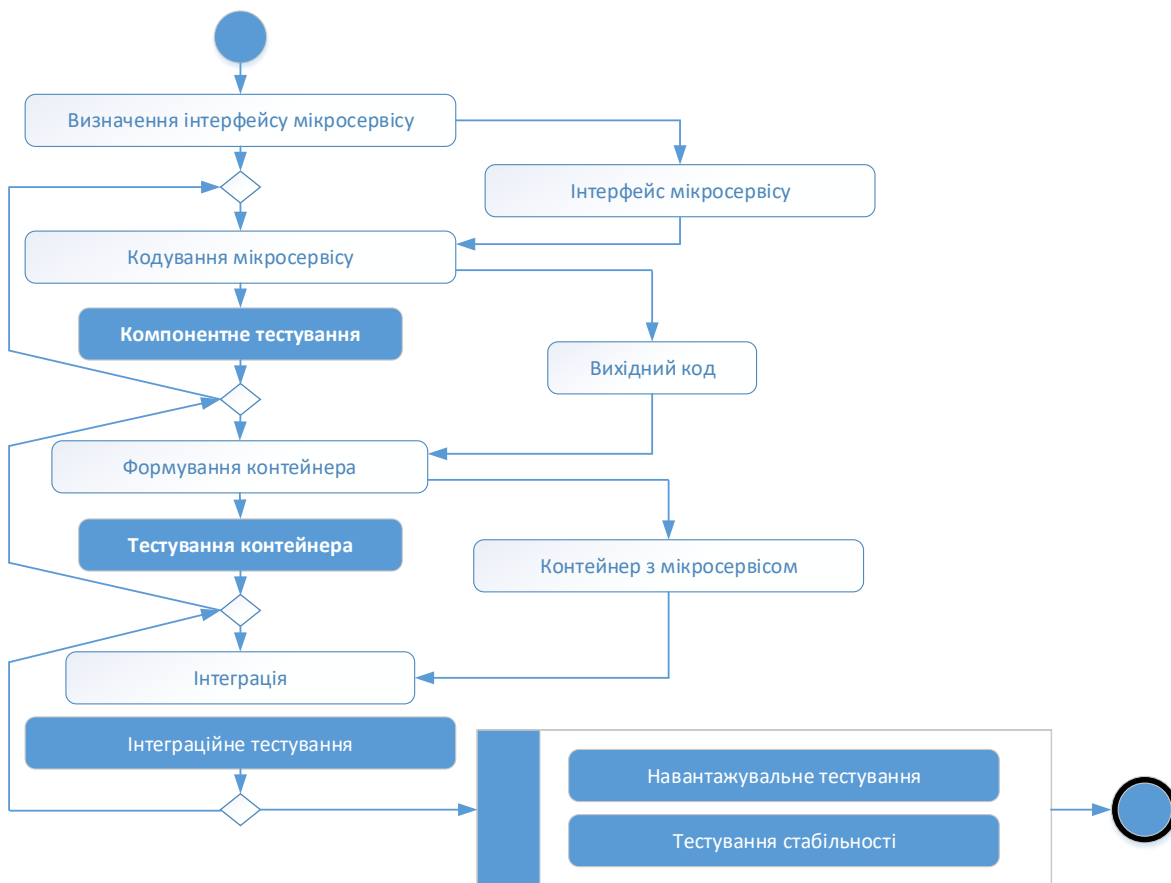 Визначення інтерфейсу мікросервісу
Інтерфейс мікросервісу
Кодування мікросервісу
Компонентне тестування
Вихідний код
Формування контейнера
Тестування контейнера
Контейнер з мікросервісом
Інтеграція
Інтеграційне тестування
Навантажувальне тестування
Тестування стабільності